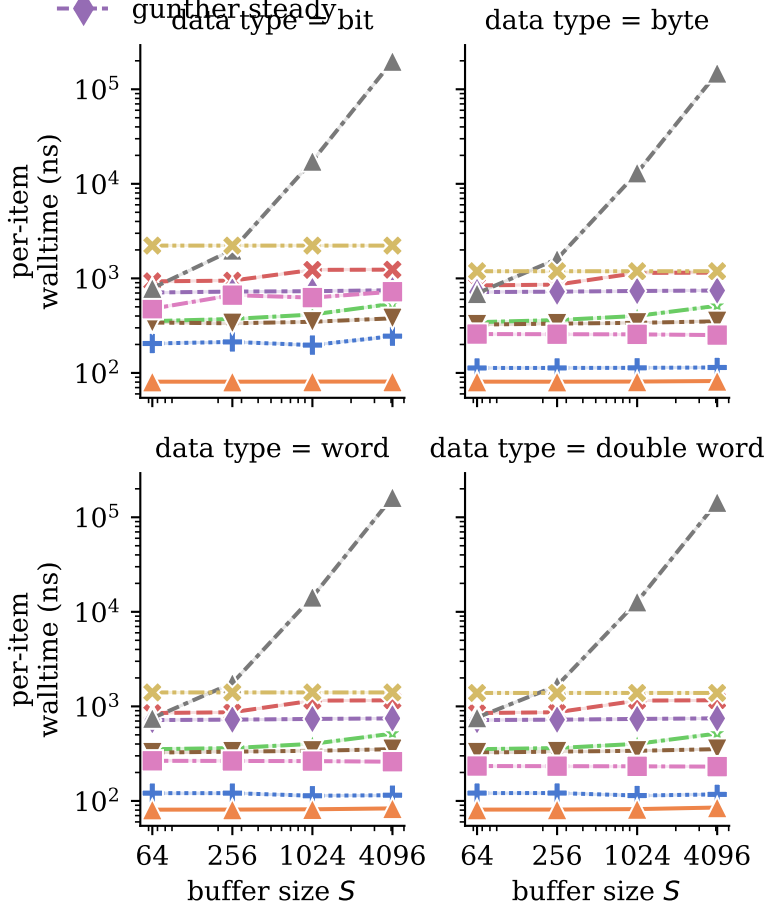 gunther steady
data type = bit
data type = byte
per-item
walltime (ns)
10^5
10^4
10^3
10^2
data type = word
data type = double word
per-item
walltime (ns)
10^5
10^4
10^3
10^2
64 256 1024 4096
64 256 1024 4096
buffer size S
buffer size S